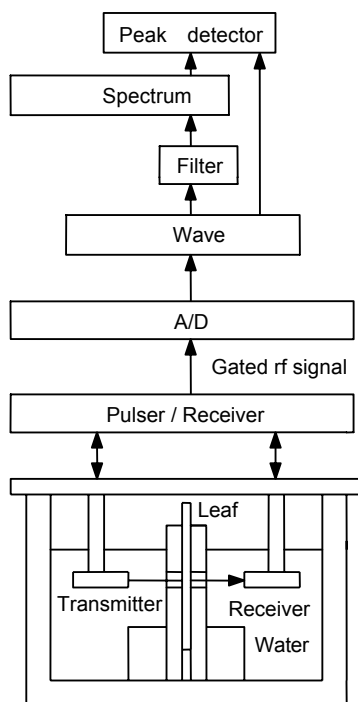 Peak detector
Spectrum
Filter
Wave
A/D
Gated rf signal
Pulser / Receiver
Leaf
Transmitter
Receiver
Water